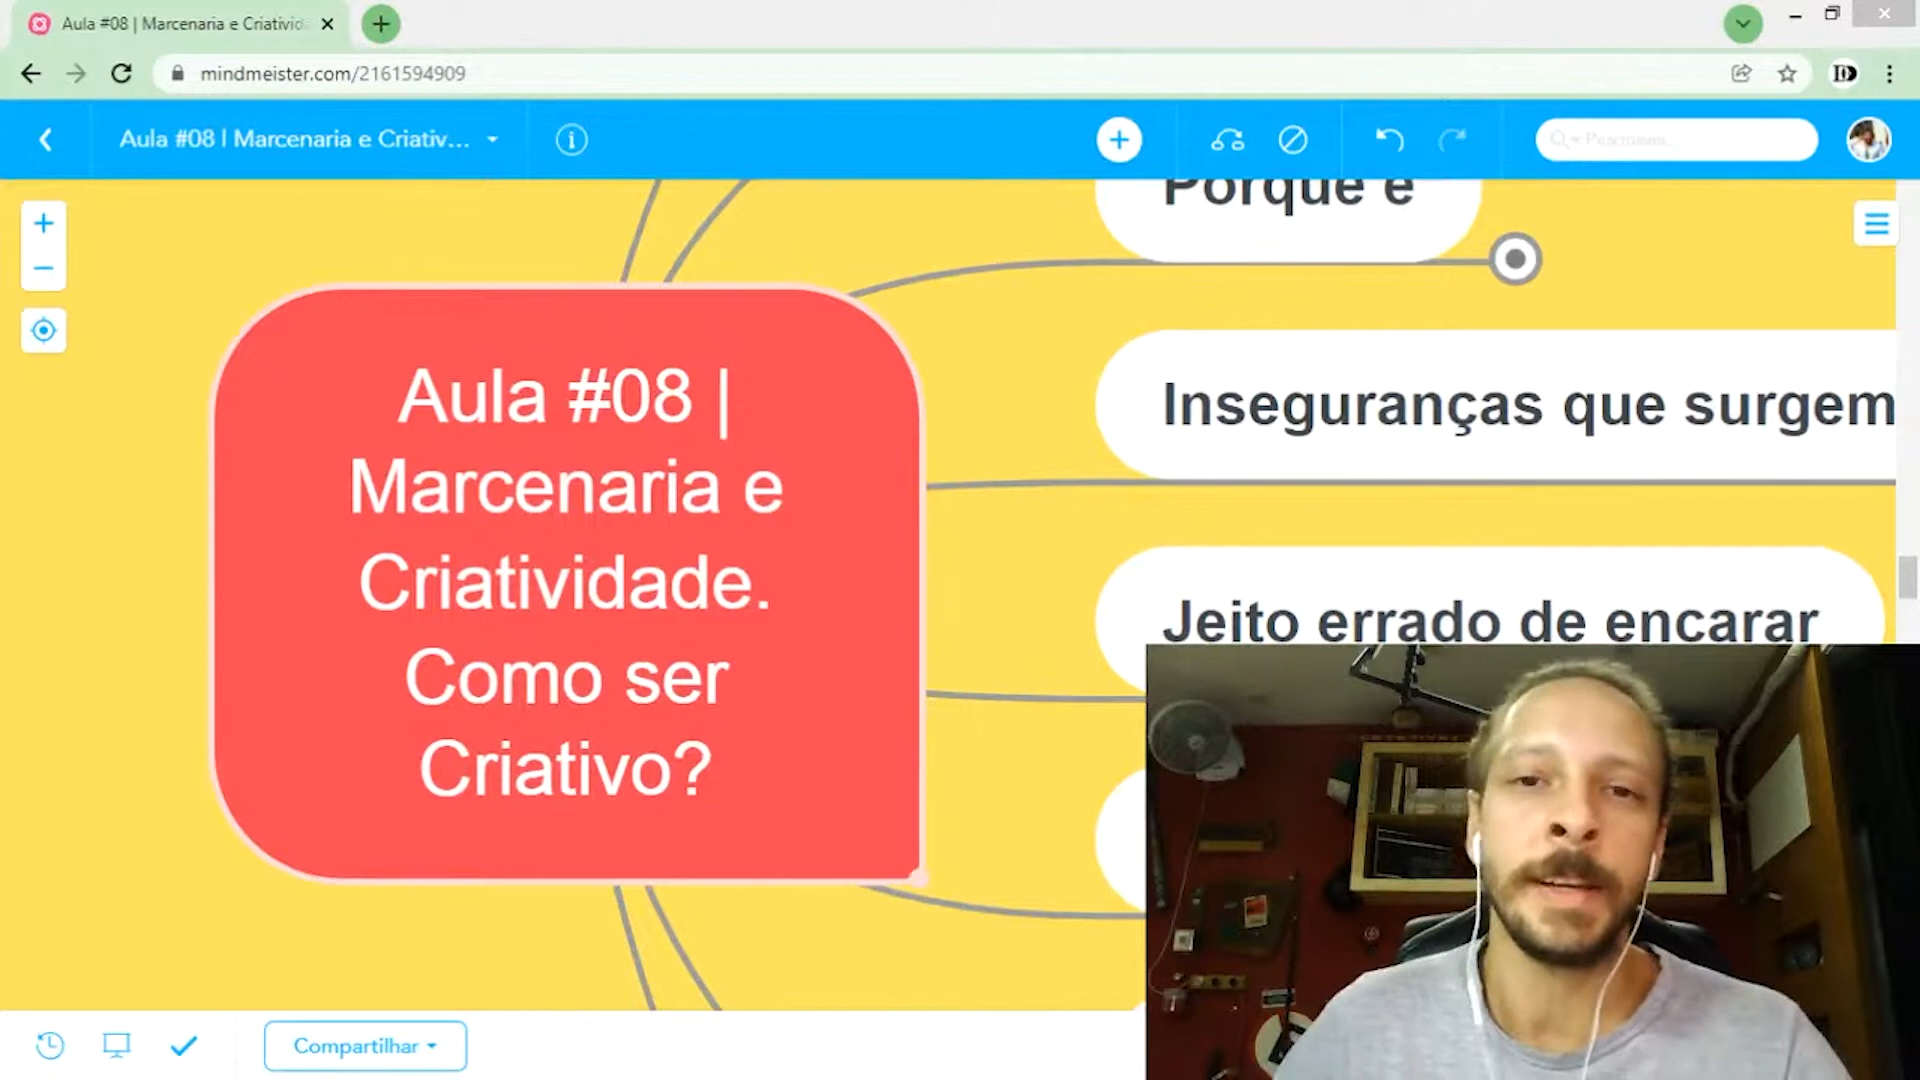 Aula #08 | Marcenaria e Criativid
mindmeister.com/2161594909
Aula #08 | Marcenaria e Criativ...
Pesquisar...
Porque é
Inseguranças que surgem
Jeito errado de encarar
Aula #08 |
Marcenaria e
Criatividade.
Como ser
Criativo?
Compartilhar